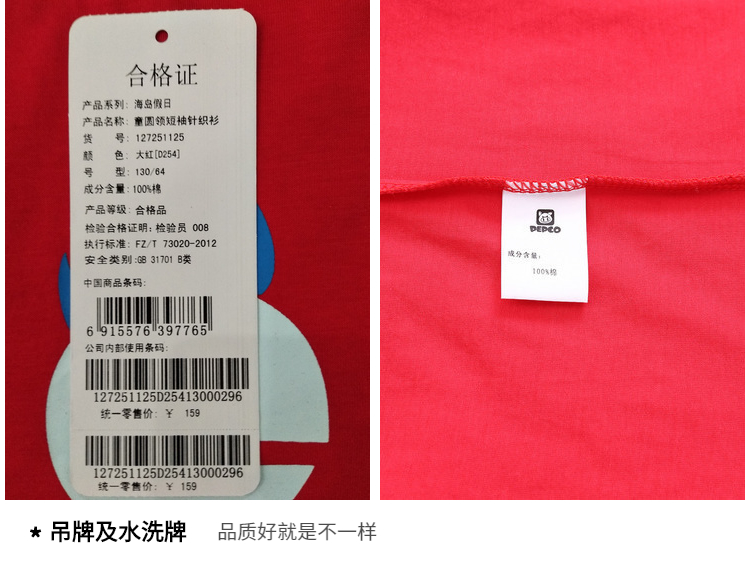 合格证
产品系列: 海岛假日
产品名称: 童圆领短袖针织衫
货 号: 127251125
颜 色: 大红[D254]
号 型: 130/64
成分含量: 100%棉
产品等级: 合格品
检验合格证明: 检验员 008
执行标准: FZ/T 73020-2012
安全类别:GB 31701 B类
中国商品条码:
6 915576 397765
公司内部使用条码:
127251125D25413000296
统一零售价: ¥ 159
127251125D25413000296
统一零售价: ¥ 159
PEPCO
成分含量:
100%棉
* 吊牌及水洗牌 品质好就是不一样